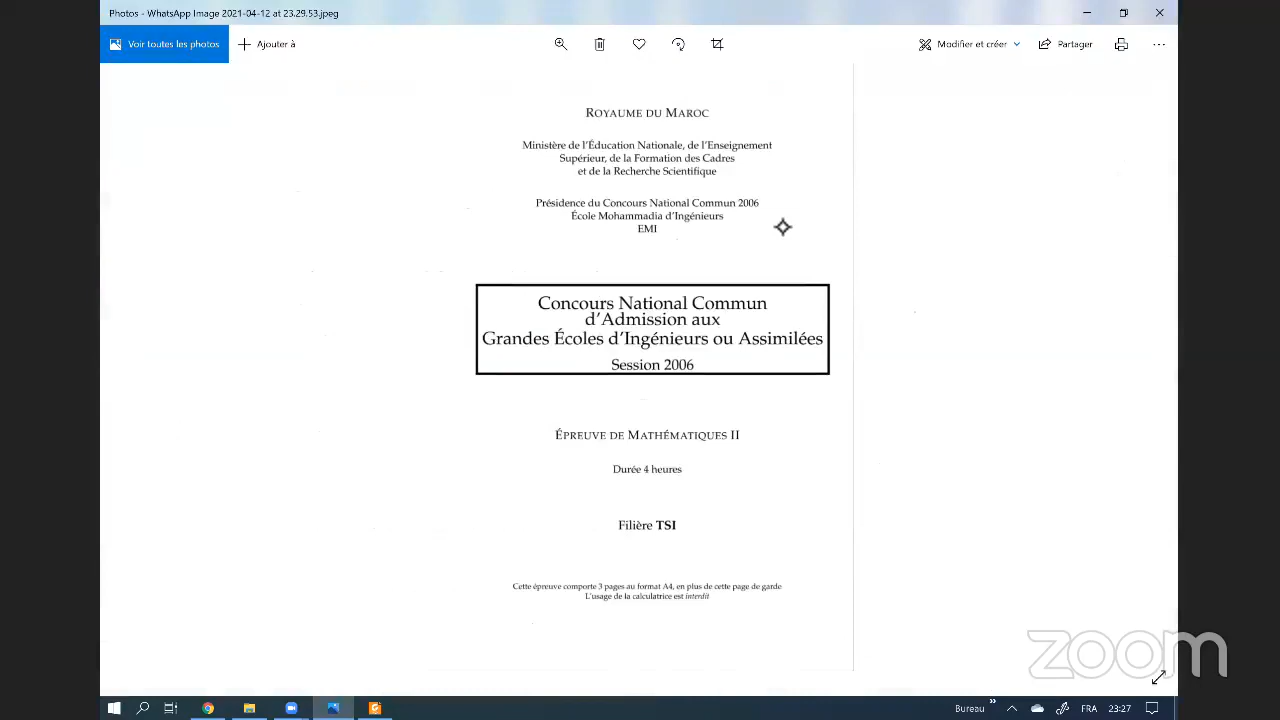 Photos - WhatsApp Image 2021-04-12 at 23.29.53.jpeg
Voir toutes les photos
Ajouter à
Modifier et créer
Partager
ROYAUME DU MAROC
Ministère de l'Éducation Nationale, de l'Enseignement
Supérieur, de la Formation des Cadres
et de la Recherche Scientifique
Présidence du Concours National Commun 2006
École Mohammadia d'Ingénieurs
EMI
Concours National Commun
d'Admission aux
Grandes Écoles d'Ingénieurs ou Assimilées
Session 2006
ÉPREUVE DE MATHÉMATIQUES II
Durée 4 heures
Filière TSI
Cette épreuve comporte 3 pages au format A4, en plus de cette page de garde
L'usage de la calculatrice est interdit
zoom
Bureau
FR
23:27